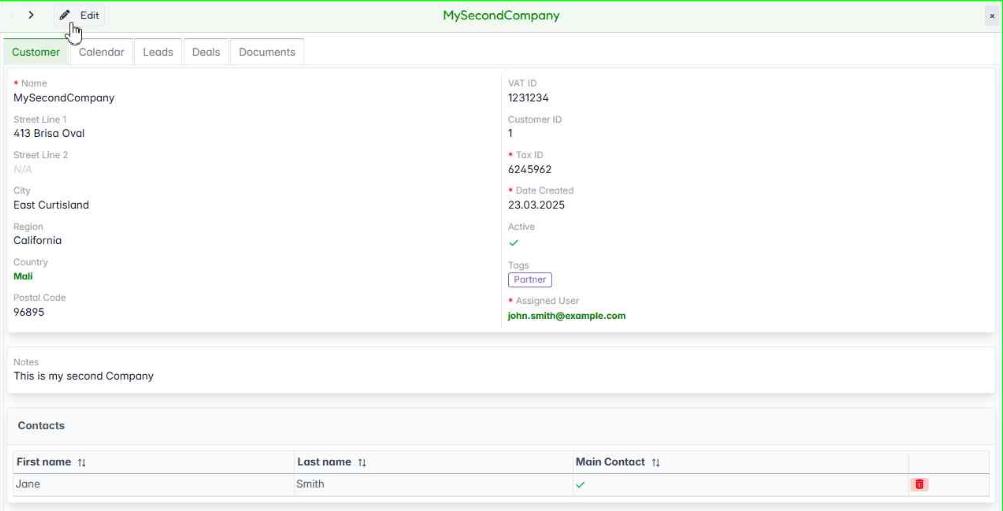 Edit
MySecondCompany
Customer
Calendar
Leads
Deals
Documents
* Name
MySecondCompany
Street Line 1
413 Brisa Oval
Street Line 2
N/A
City
East Curtisland
Region
California
Country
Mali
Postal Code
96895
VAT ID
1231234
Customer ID
1
* Tax ID
6245962
* Date Created
23.03.2025
Active
Tags
Partner
* Assigned User
john.smith@example.com
Notes
This is my second Company
Contacts
First name Last name Main Contact
Jane Smith